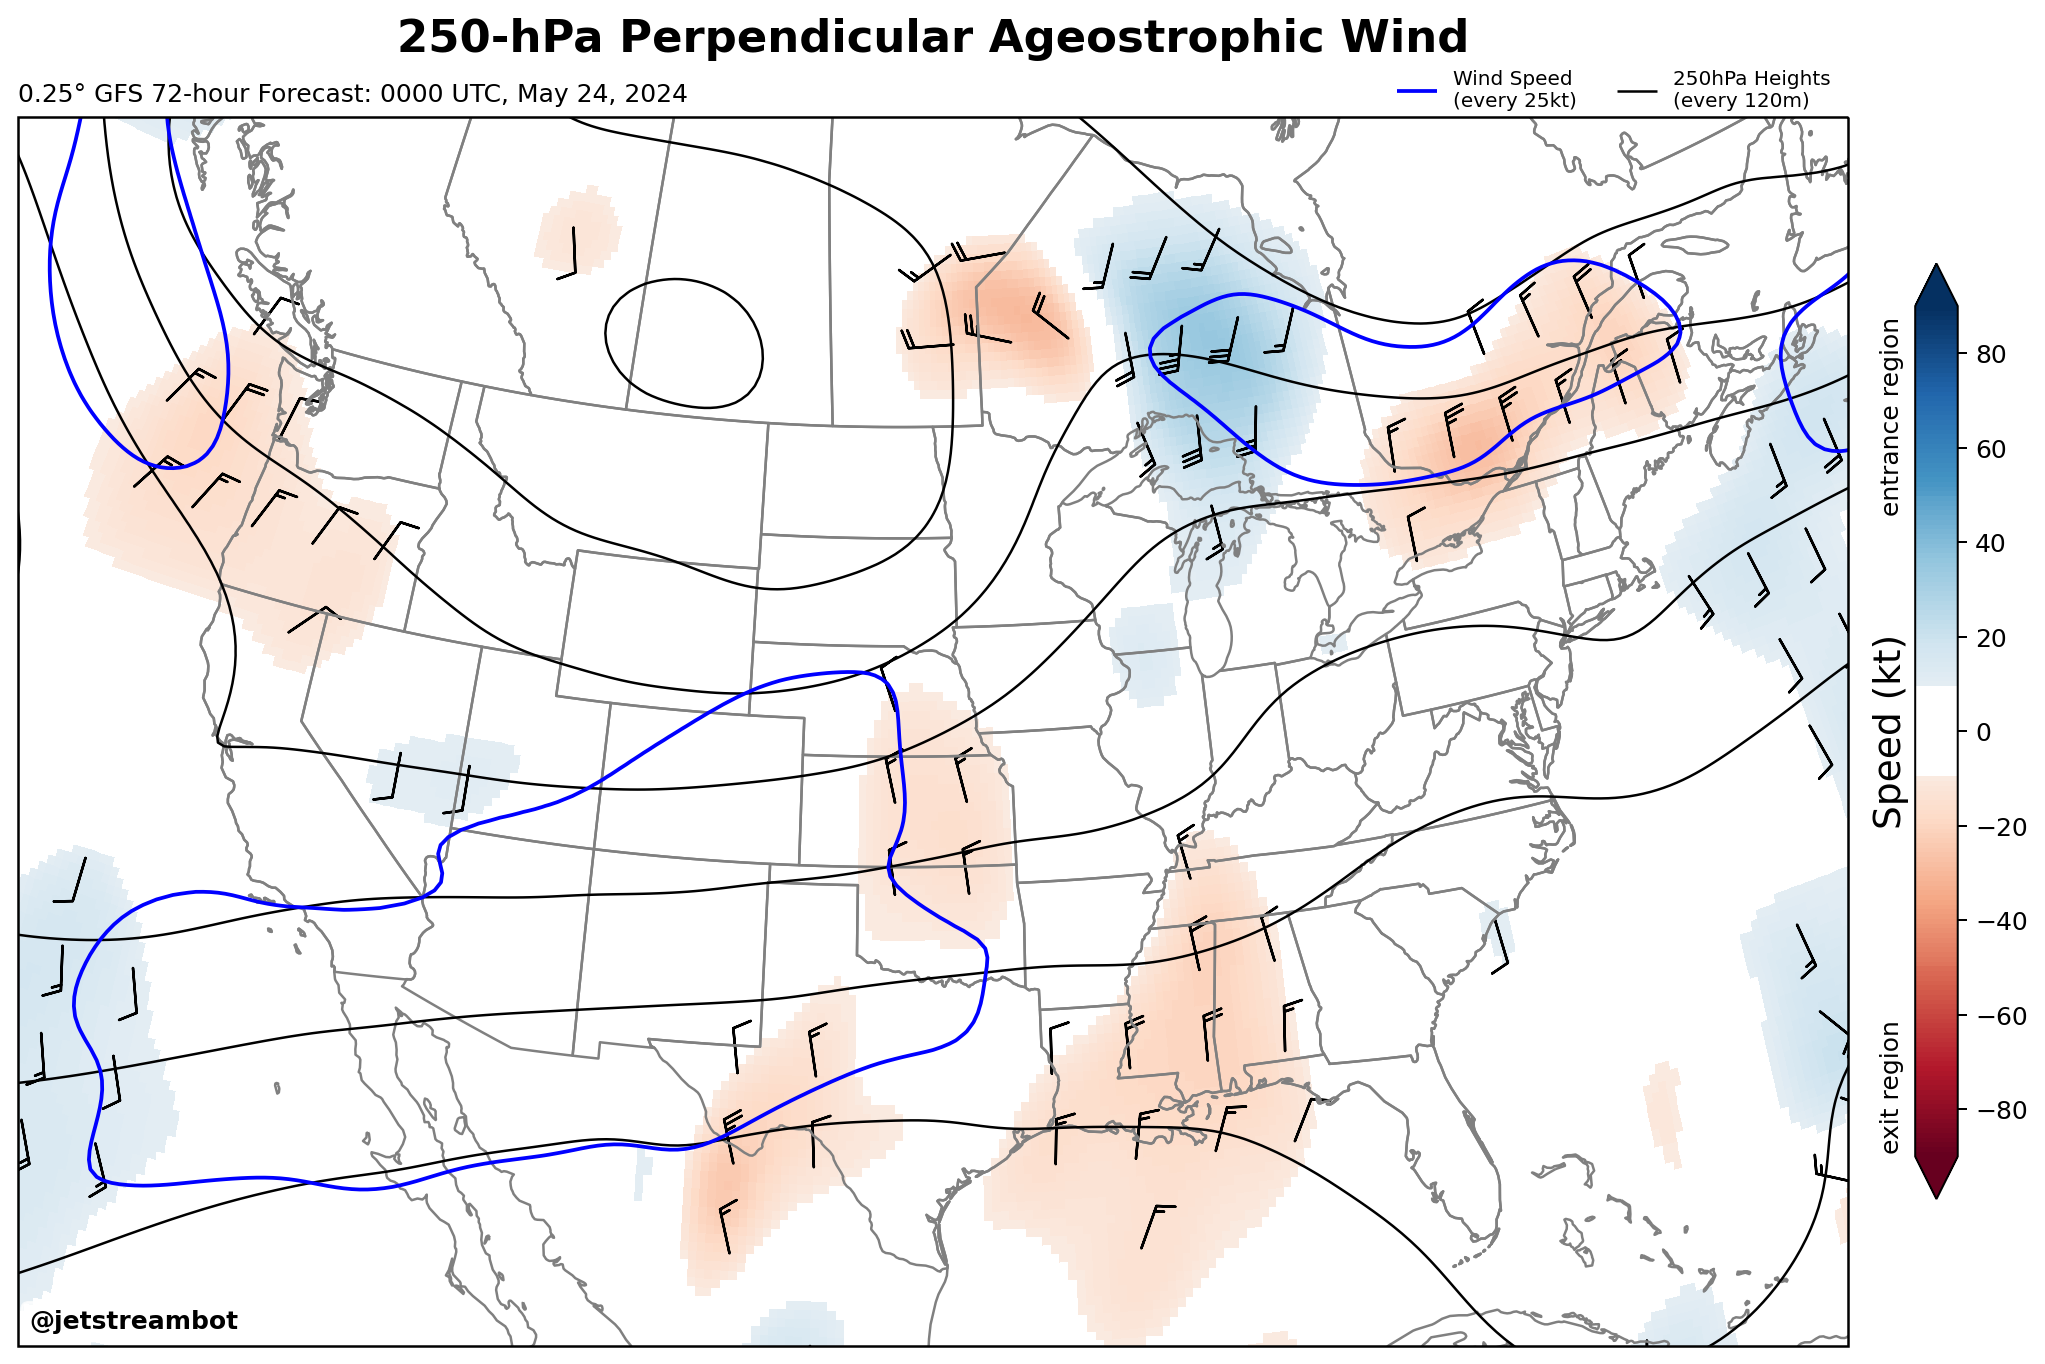 250-hPa Perpendicular Ageostrophic Wind
0.25° GFS 72-hour Forecast: 0000 UTC, May 24, 2024
Wind Speed
(every 25kt)
250hPa Heights
(every 120m)
entrance region
exit region
Speed (kt)
80
60
40
20
0
−20
−40
−60
−80
@jetstreambot